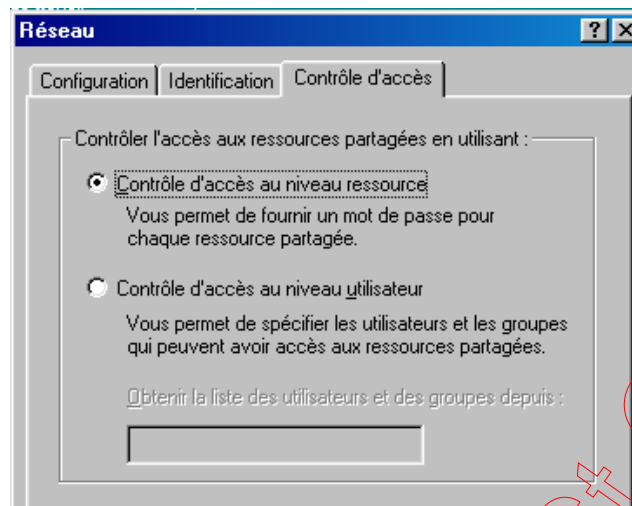 Réseau
Configuration Identification Contrôle d'accès
Contrôler l'accès aux ressources partagées en utilisant :
Contrôle d'accès au niveau ressource
Vous permet de fournir un mot de passe pour
chaque ressource partagée.
Contrôle d'accès au niveau utilisateur
Vous permet de spécifier les utilisateurs et les groupes
qui peuvent avoir accès aux ressources partagées.
Obtenir la liste des utilisateurs et des groupes depuis :